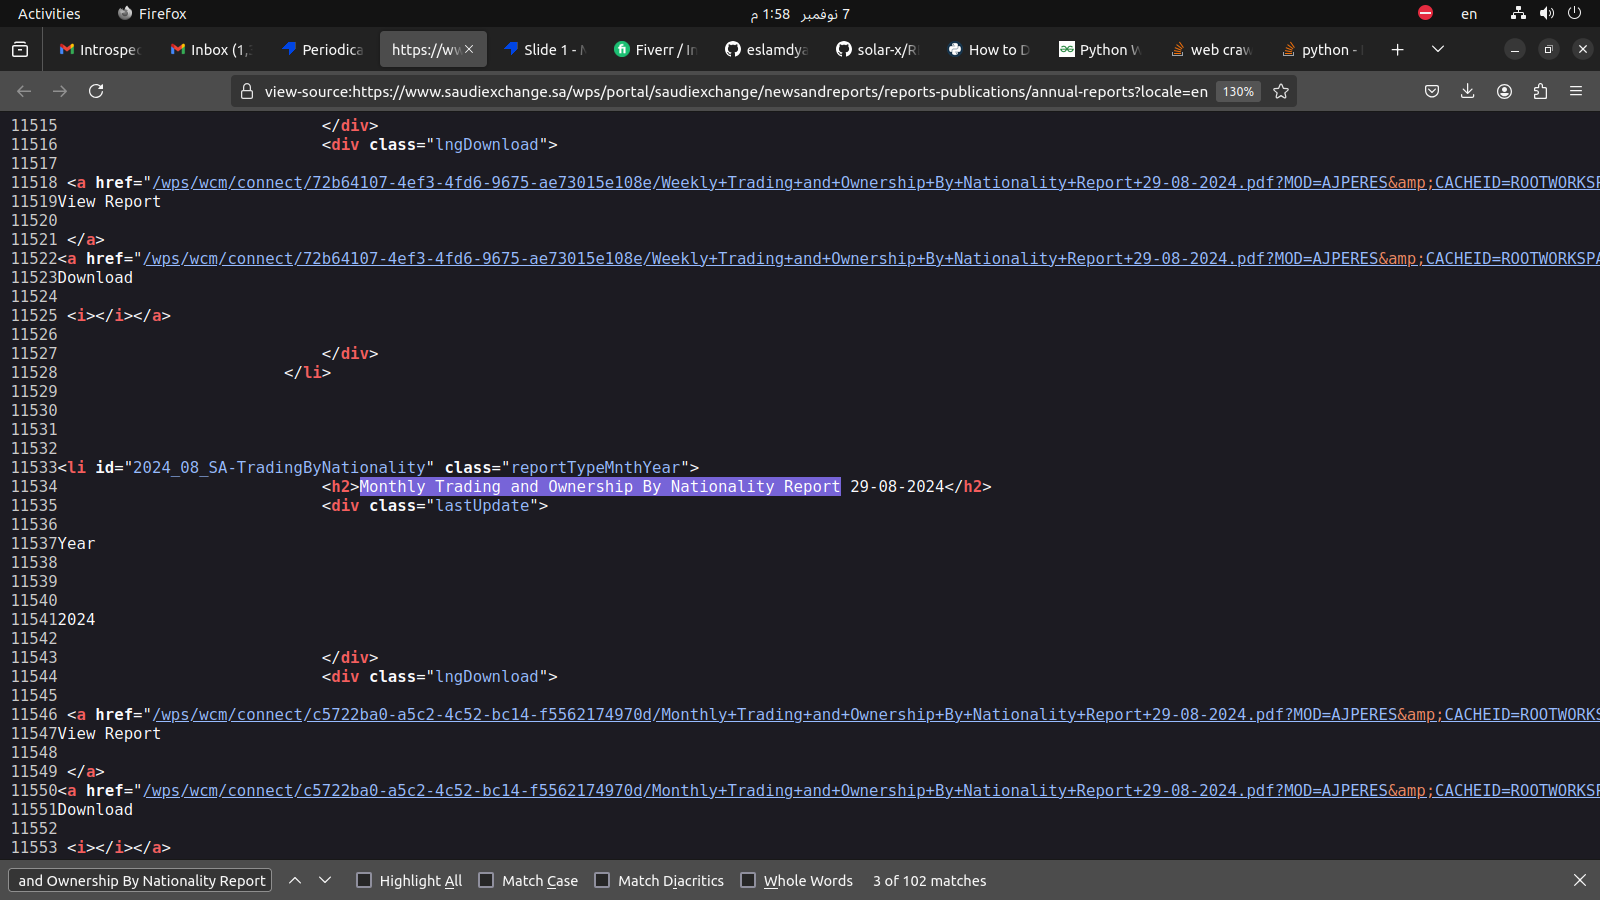 Activities Firefox 7 نوفمبر 1:58 م en
Introspec Inbox (1, Periodica https://ww Slide 1 - Fiverr / In eslamdya solar-x/R How to D Python W web craw python -
view-source:https://www.saudiexchange.sa/wps/portal/saudiexchange/newsandreports/reports-publications/annual-reports?locale=en 130%
11515 </div>
11516 <div class="lngDownload">
11517
11518 <a href="/wps/wcm/connect/72b64107-4ef3-4fd6-9675-ae73015e108e/Weekly+Trading+and+Ownership+By+Nationality+Report+29-08-2024.pdf?MOD=AJPERES&amp;CACHEID=ROOTWORKSP
11519View Report
11520
11521 </a>
11522<a href="/wps/wcm/connect/72b64107-4ef3-4fd6-9675-ae73015e108e/Weekly+Trading+and+Ownership+By+Nationality+Report+29-08-2024.pdf?MOD=AJPERES&amp;CACHEID=ROOTWORKSPA
11523Download
11524
11525 <i></i></a>
11526
11527 </div>
11528 </li>
11529
11530
11531
11532
11533<li id="2024_08_SA-TradingByNationality" class="reportTypeMnthYear">
11534 <h2>Monthly Trading and Ownership By Nationality Report 29-08-2024</h2>
11535 <div class="lastUpdate">
11536
11537Year
11538
11539
11540
115412024
11542
11543 </div>
11544 <div class="lngDownload">
11545
11546 <a href="/wps/wcm/connect/c5722ba0-a5c2-4c52-bc14-f5562174970d/Monthly+Trading+and+Ownership+By+Nationality+Report+29-08-2024.pdf?MOD=AJPERES&amp;CACHEID=ROOTWORKS
11547View Report
11548
11549 </a>
11550<a href="/wps/wcm/connect/c5722ba0-a5c2-4c52-bc14-f5562174970d/Monthly+Trading+and+Ownership+By+Nationality+Report+29-08-2024.pdf?MOD=AJPERES&amp;CACHEID=ROOTWORKSP
11551Download
11552
11553 <i></i></a>
and Ownership By Nationality Report Highlight All Match Case Match Diacritics Whole Words 3 of 102 matches